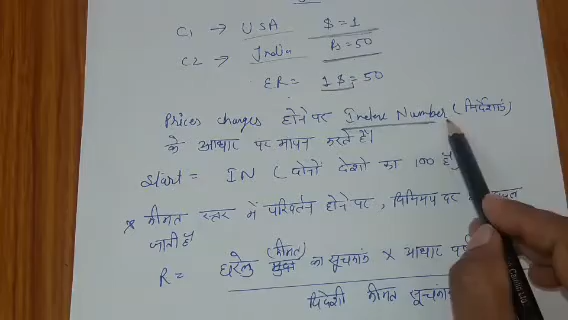 C1 → USA $ = 1
C2 → India Rs = 50
ER = 1 $ = 50
Prices changes होने पर Index Number (निर्देशांक)
के आधार पर मापन करते हैं।
Start = IN (दोनों देशो का 100 है
* कीमत स्तर में परिवर्तन होने पर, विनिमय दर
जाती है
R = घरेलु (कीमत) का सूचकांक × आधार
विदेशी कीमत सूचकांक